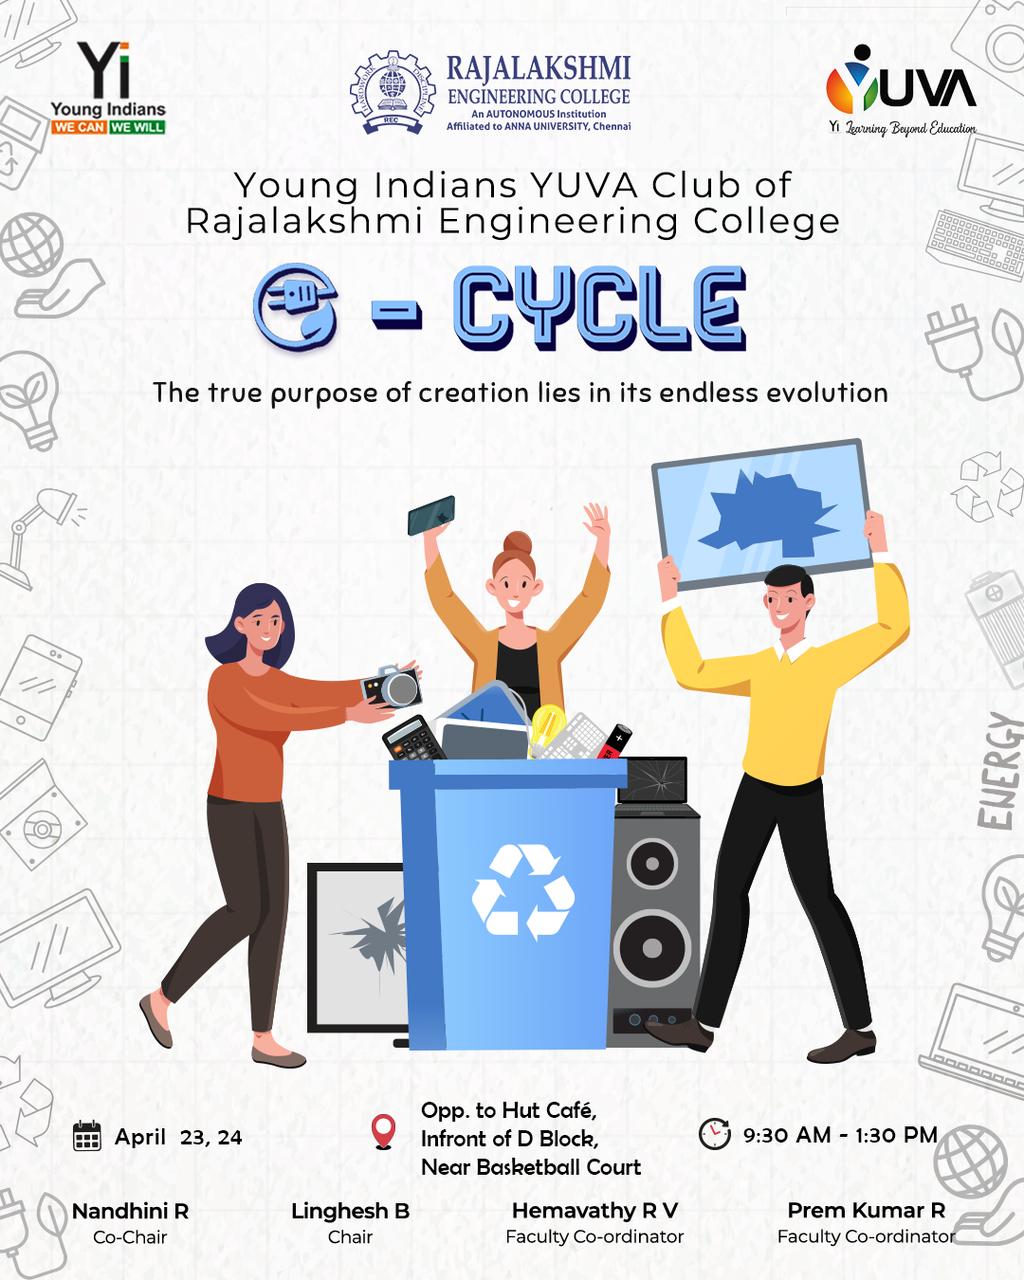 Yi
Young Indians
WE CAN WE WILL
HARDWORK
DISCIPLINE
REC
RAJALAKSHMI
ENGINEERING COLLEGE
An AUTONOMOUS Institution
Affiliated to ANNA UNIVERSITY, Chennai
YUVA
Yi Learning Beyond Education
Young Indians YUVA Club of
Rajalakshmi Engineering College
e - CYCLE
The true purpose of creation lies in its endless evolution
ENERGY
April 23, 24
Opp. to Hut Café,
Infront of D Block,
Near Basketball Court
9:30 AM - 1:30 PM
Nandhini R
Co-Chair
Linghesh B
Chair
Hemavathy R V
Faculty Co-ordinator
Prem Kumar R
Faculty Co-ordinator